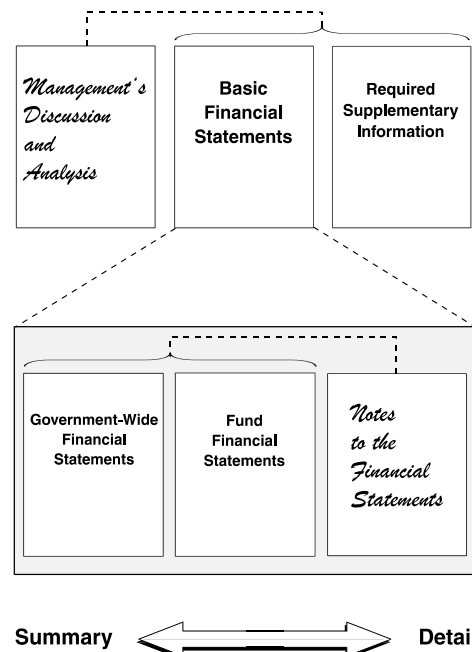 Management's
Discussion
and
Analysis
Basic
Financial
Statements
Required
Supplementary
Information
Government-Wide
Financial
Statements
Fund
Financial
Statements
Notes
to the
Financial
Statements
Summary
Detai